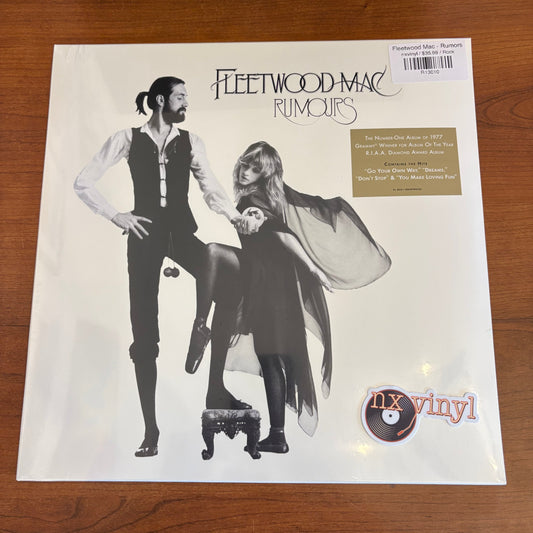 Fleetwood Mac - Rumors
nxvinyl / $39.99 / Rock
R13010
FLEETWOOD MAC
RUMOURS
THE NUMBER-ONE ALBUM OF 1977
GRAMMY® WINNER FOR ALBUM OF THE YEAR
R.I.A.A. DIAMOND AWARD ALBUM
CONTAINS THE HITS
"GO YOUR OWN WAY," "DREAMS,"
"DON'T STOP" & "YOU MAKE LOVING FUN"
nx vinyl